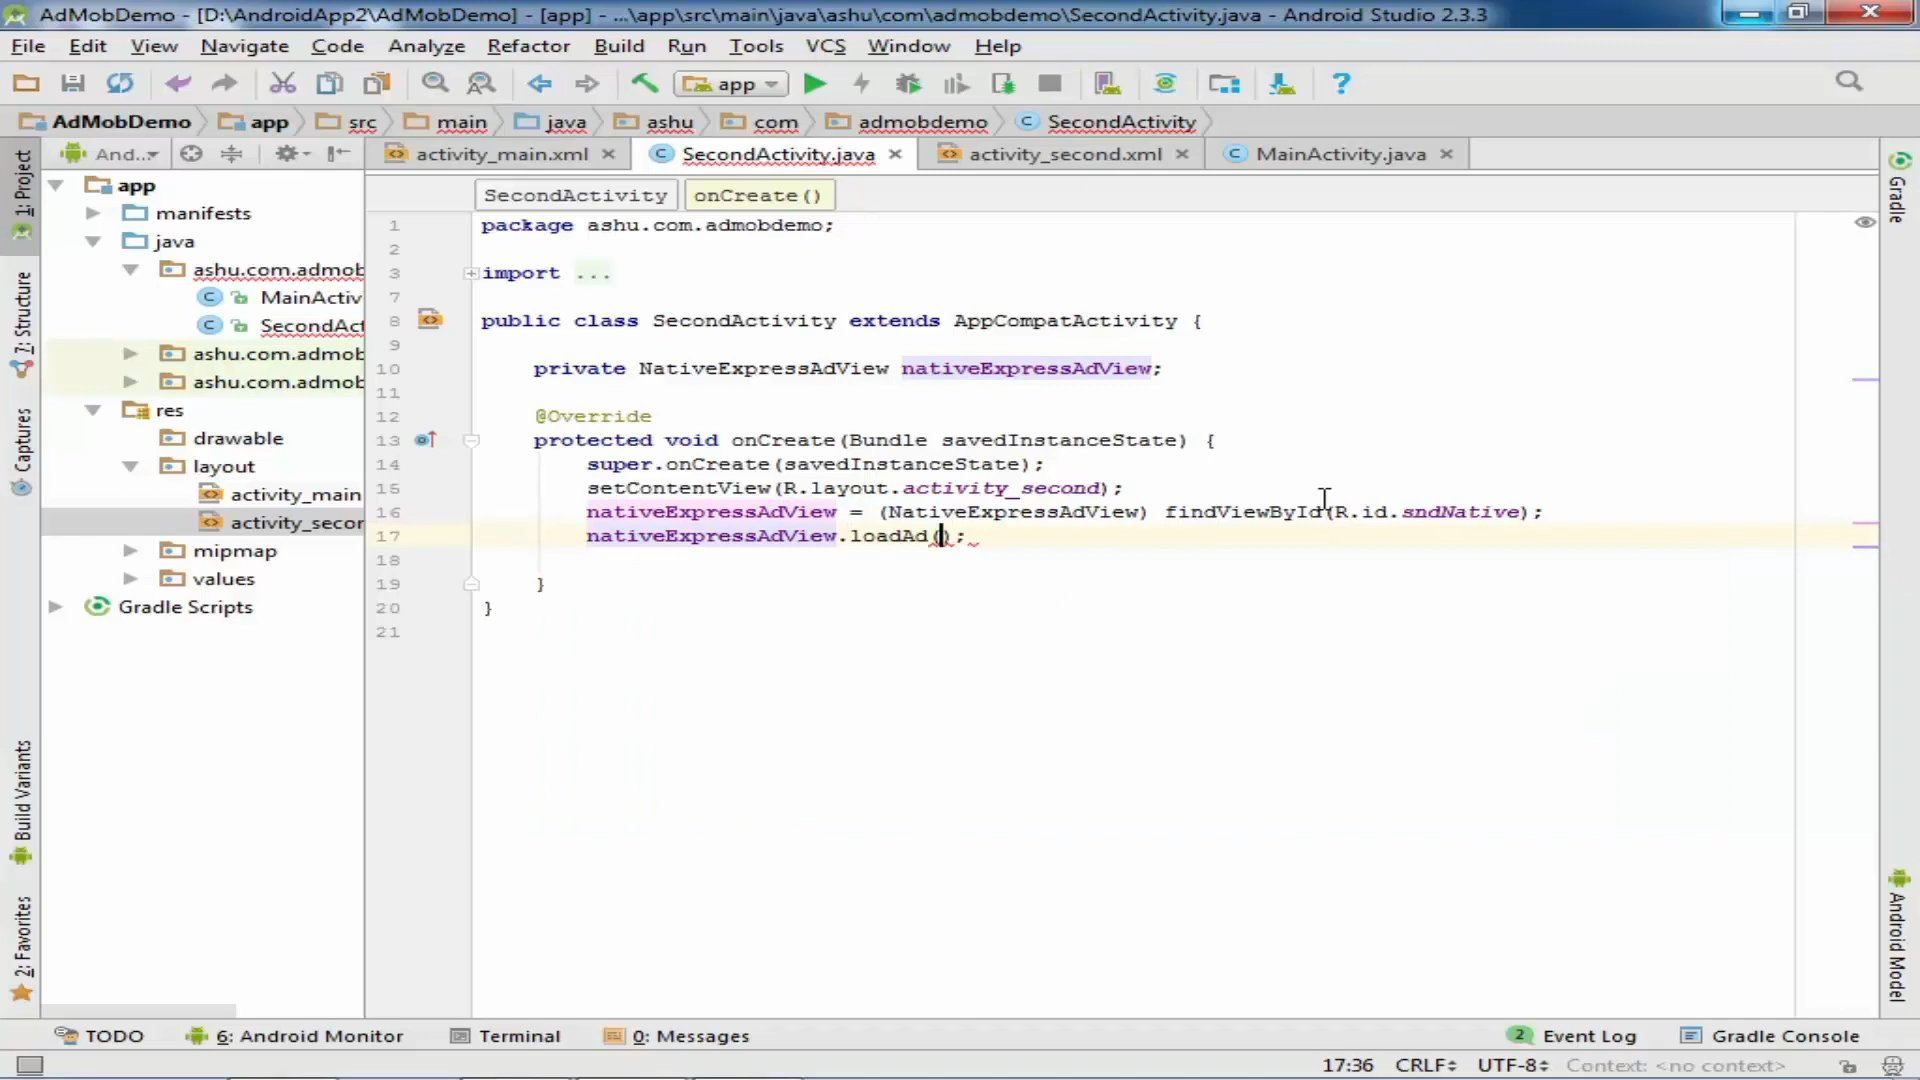 AdMobDemo - [D:\AndroidApp2\AdMobDemo] - [app] - ...\app\src\main\java\ashu\com\admobdemo\SecondActivity.java - Android Studio 2.3.3
File Edit View Navigate Code Analyze Refactor Build Run Tools VCS Window Help
app
AdMobDemo app src main java ashu com admobdemo SecondActivity
And...
activity_main.xml SecondActivity.java activity_second.xml MainActivity.java
SecondActivity onCreate()
1: Project
7: Structure
Captures
Build Variants
2: Favorites
app
manifests
java
ashu.com.admob
MainActiv
SecondAct
ashu.com.admob
ashu.com.admob
res
drawable
layout
activity_main
activity_secor
mipmap
values
Gradle Scripts
1 package ashu.com.admobdemo;
2
3 import ...
7
8 public class SecondActivity extends AppCompatActivity {
9
10 private NativeExpressAdView nativeExpressAdView;
11
12 @Override
13 protected void onCreate(Bundle savedInstanceState) {
14 super.onCreate(savedInstanceState);
15 setContentView(R.layout.activity_second);
16 nativeExpressAdView = (NativeExpressAdView) findViewById(R.id.sndNative);
17 nativeExpressAdView.loadAd();
18
19 }
20 }
21
Gradle
Android Model
TODO 6: Android Monitor Terminal 0: Messages 2 Event Log Gradle Console
17:36 CRLF UTF-8 Context: <no context>